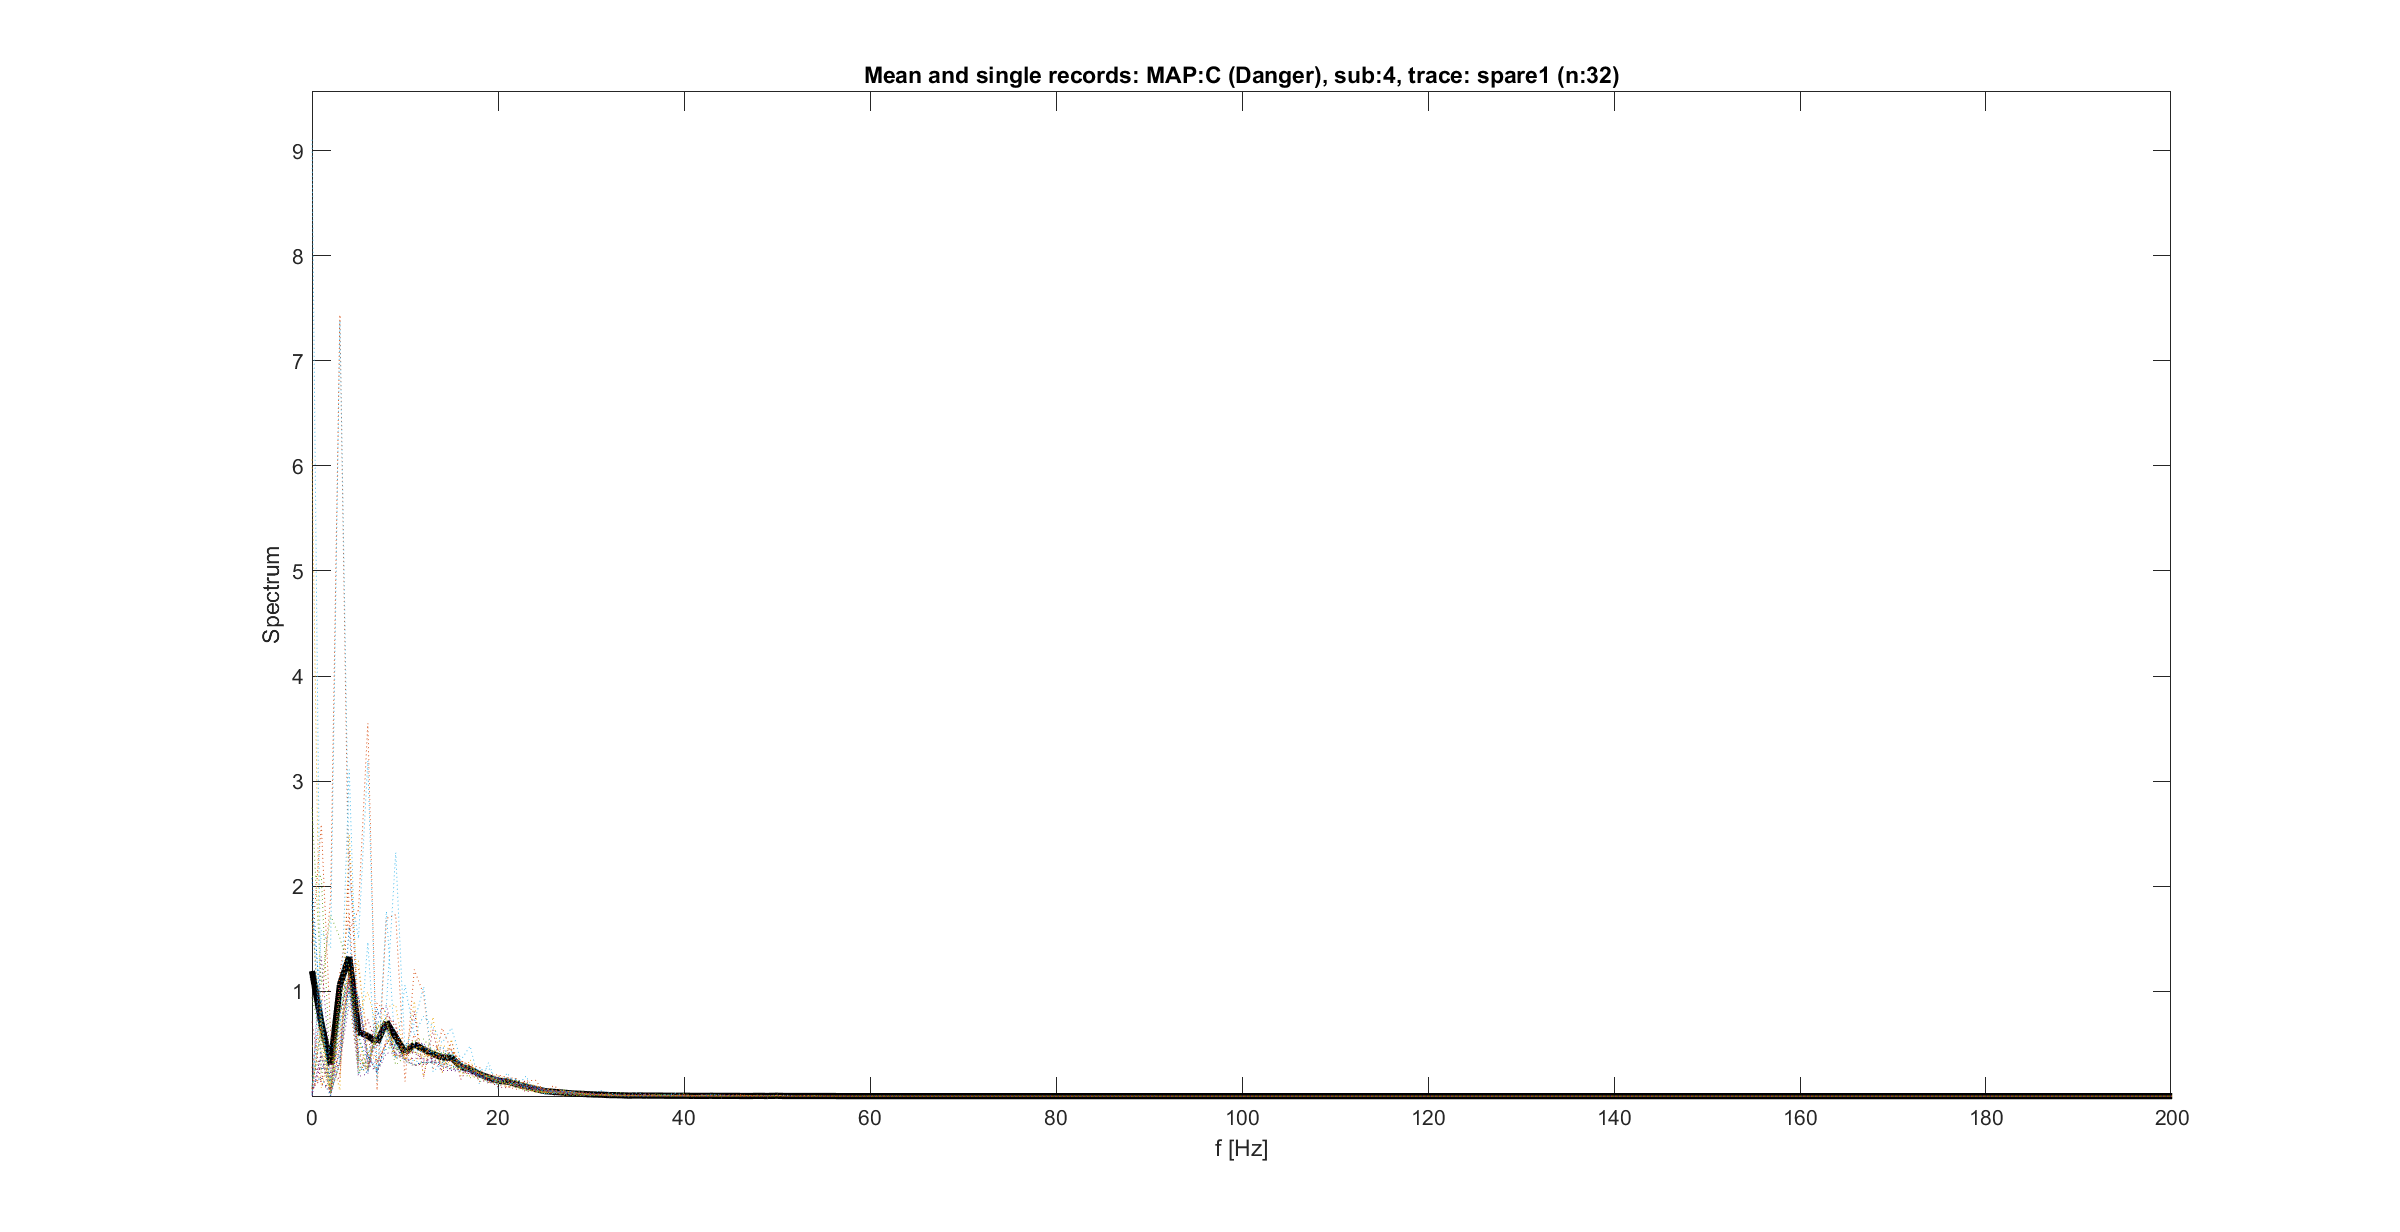 Mean and single records: MAP:C (Danger), sub:4, trace: spare1 (n:32)
9
8
7
6
5
4
3
2
1
Spectrum
0 20 40 60 80 100 120 140 160 180 200
f [Hz]